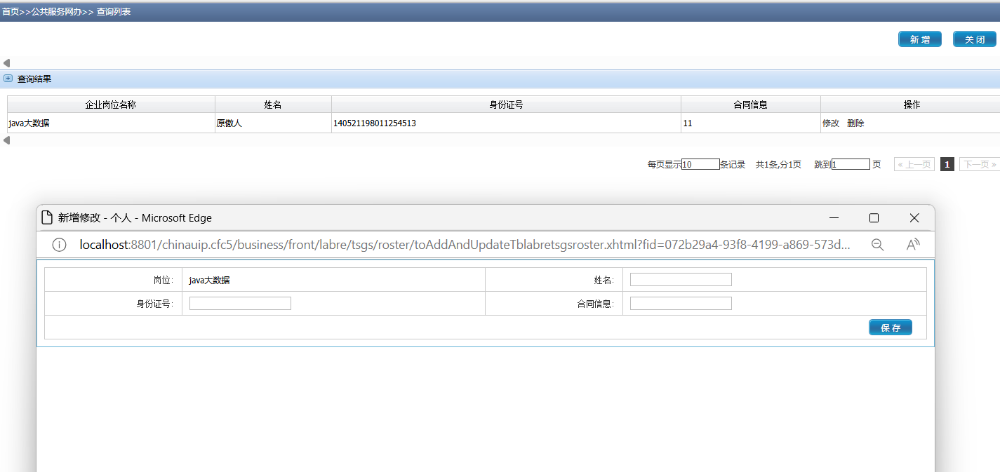 首页>>公共服务网办>> 查询列表
新 增 关 闭
查询结果
企业岗位名称 姓名 身份证号 合同信息 操作
java大数据 原傲人 140521198011254513 11 修改 删除
每页显示10条记录 共1条,分1页 跳到1 页 « 上一页 1 下一页 »
新增修改 - 个人 - Microsoft Edge
localhost:8801/chinauip.cfc5/business/front/labre/tsgs/roster/toAddAndUpdateTblabretsgsroster.xhtml?fid=072b29a4-93f8-4199-a869-573d...
岗位: java大数据 姓名:
身份证号: 合同信息:
保 存